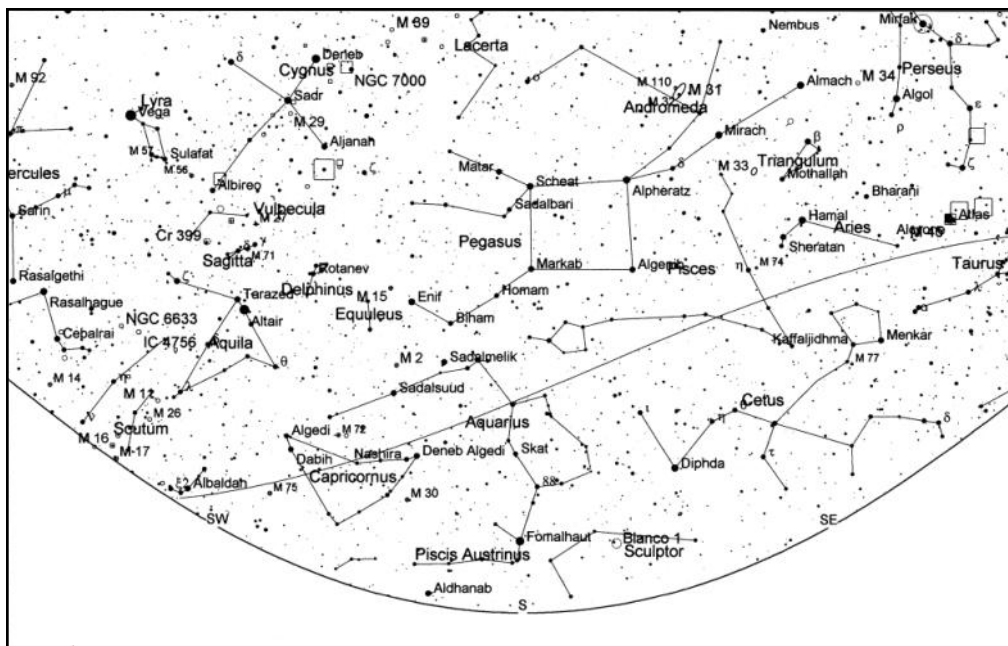 M 39
Nembus
Mirfak
δ
Lacerta
Deneb
Cygnus
NGC 7000
M 92
Lyra
Vega
Sadr
M 29
M 110
M 31
M 32
Andromeda
Almach
M 34
Perseus
Algol
ε
ρ
Aljanah
Mirach
β
M 57
Sulafat
M 56
ζ
Matar
Scheat
Alpheratz
δ
M 33
Triangulum
Mothallah
ζ
ercules
μ
Albireo
Sadalbari
Bharani
Sarin
Vulpecula
M 27
Atlas
Hamal
Aries
Cr 399
Sagitta
δ
γ
M 71
Pegasus
M 74
Sheratan
M 45
Rotanev
Markab
Algenib
Pisces
η
Taurus
Rasalgethi
ζ
Delphinus
Homam
λ
Rasalhague
Tarazed
Altair
M 15
Equuleus
Enif
Biham
α
NGC 6633
Cebalrai
IC 4756
Aquila
θ
Kaffaljidhma
Menkar
M 77
M 2
Sadalmelik
M 14
η
λ
M 11
M 26
Sadalsuud
Cetus
θ
ι
η
δ
ν
M 16
Scutum
M 17
Algedi
M 72
Aquarius
Skat
Dabih
Nashira
Deneb Algedi
Diphda
τ
Capricornus
ξ2
Albaldah
M 75
M 30
88
SW
SE
Fomalhaut
Blanco 1
Piscis Austrinus
Sculptor
Aldhanab
S